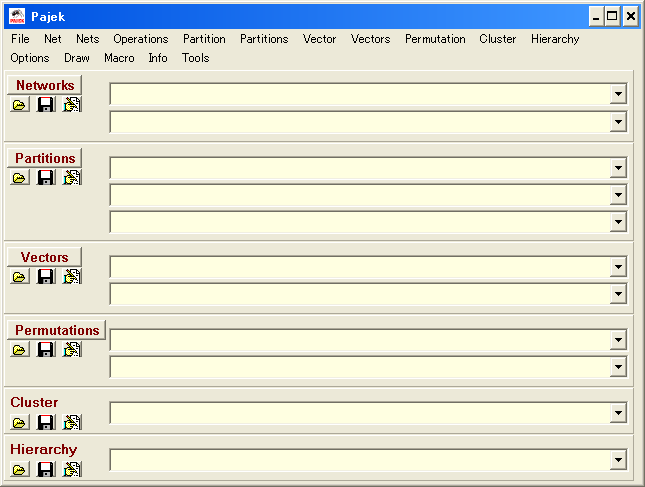 Pajek
File Net Nets Operations Partition Partitions Vector Vectors Permutation Cluster Hierarchy
Options Draw Macro Info Tools
Networks
Partitions
Vectors
Permutations
Cluster
Hierarchy